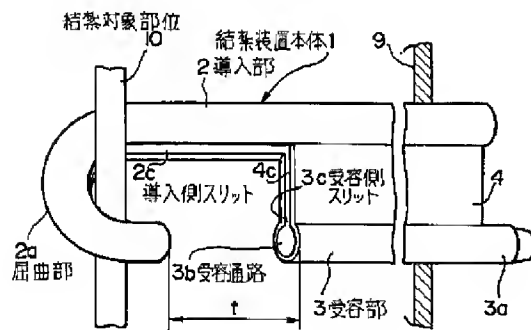 結紮対象部位
10
結紮装置本体1
2導入部
9
2c
4c
3c受容側
スリット
導入側スリット
4
2a
屈曲部
3b受容通路
3受容部
3a
t